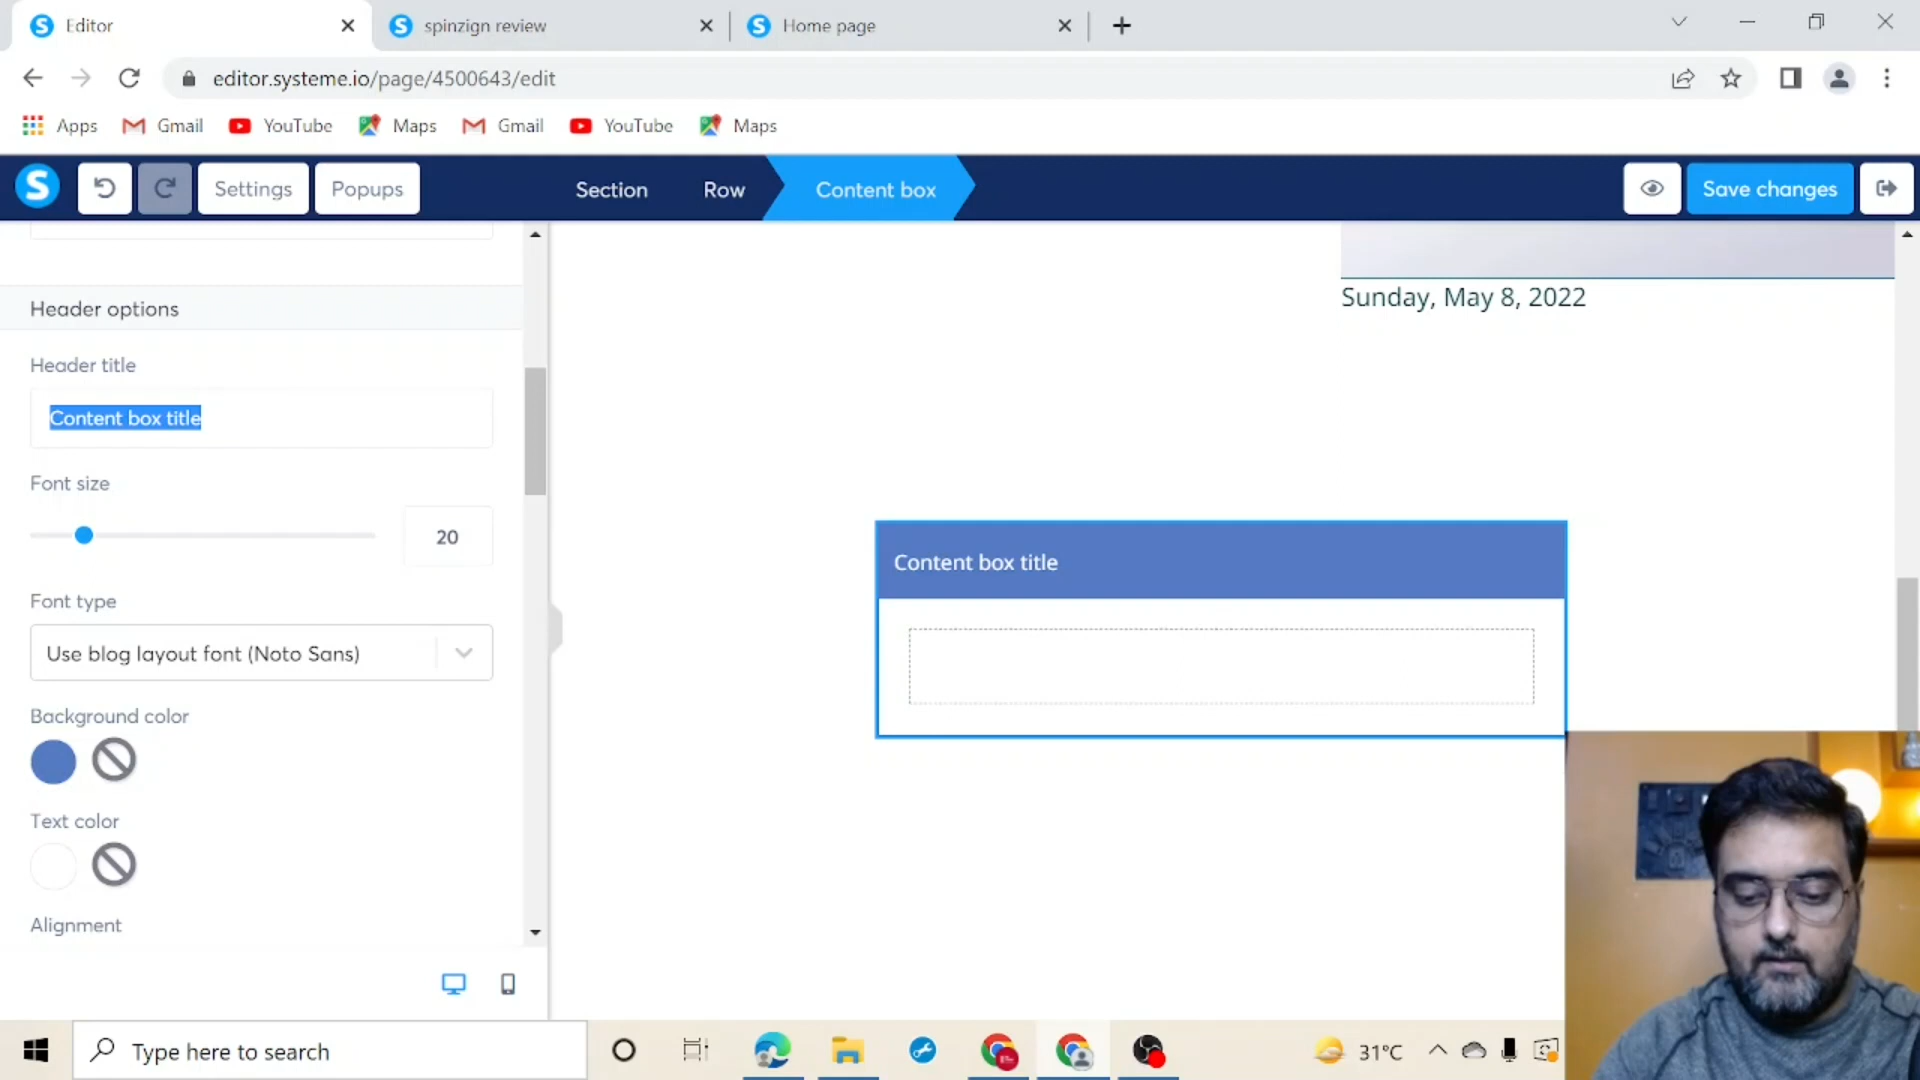 Editor
spinzign review
Home page
editor.systeme.io/page/4500643/edit
Apps
Gmail
YouTube
Maps
Gmail
YouTube
Maps
S
Settings
Popups
Section
Row
Content box
Save changes
Header options
Header title
Content box title
Font size
20
Font type
Use blog layout font (Noto Sans)
Background color
Text color
Alignment
Sunday, May 8, 2022
Content box title
Type here to search
31°C